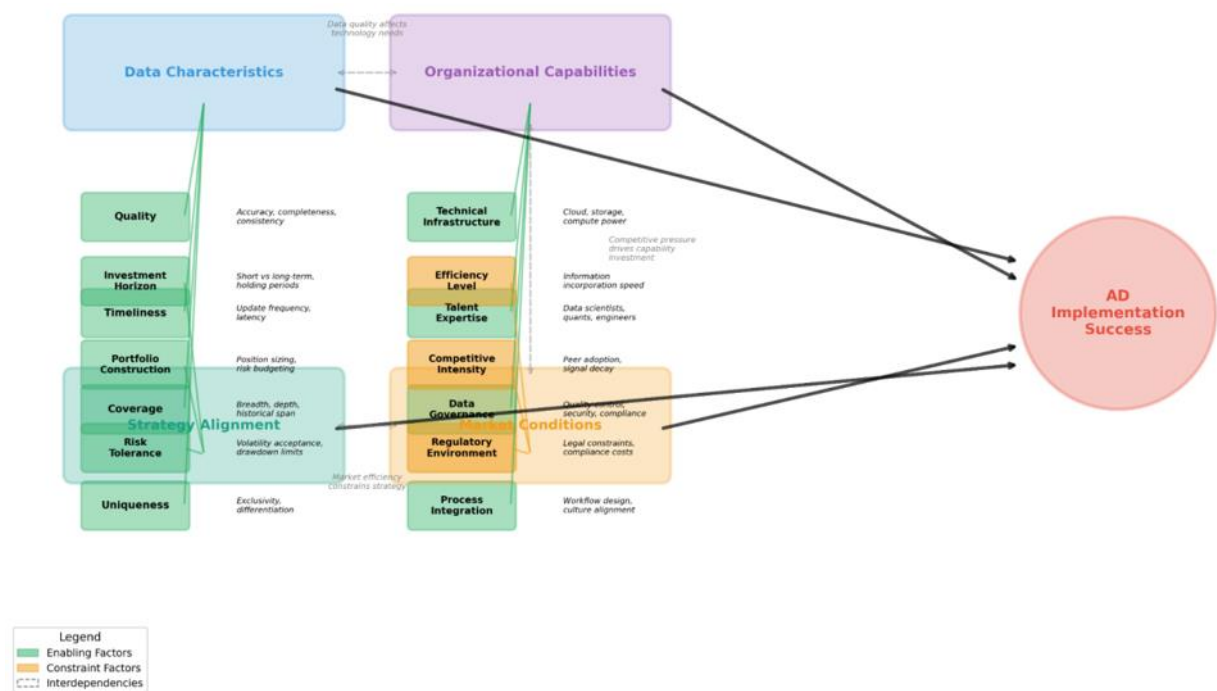 Data quality affects
technology needs
Data Characteristics
Organizational Capabilities
Quality
Accuracy, completeness,
consistency
Technical
Infrastructure
Cloud, storage,
compute power
Competitive pressure
drives capability
investment
Investment
Horizon
Short vs long-term,
holding periods
Efficiency
Level
Information
incorporation speed
Timeliness
Update frequency,
latency
Talent
Expertise
Data scientists,
quants, engineers
AD
Implementation
Success
Portfolio
Construction
Position sizing,
risk budgeting
Competitive
Intensity
Peer adoption,
signal decay
Coverage
Breadth, depth,
historical span
Data
Governance
Quality control,
security, compliance
Strategy Alignment
Market Conditions
Risk
Tolerance
Volatility acceptance,
drawdown limits
Regulatory
Environment
Legal constraints,
compliance costs
Market efficiency
constrains strategy
Uniqueness
Exclusivity,
differentiation
Process
Integration
Workflow design,
culture alignment
Legend
Enabling Factors
Constraint Factors
Interdependencies